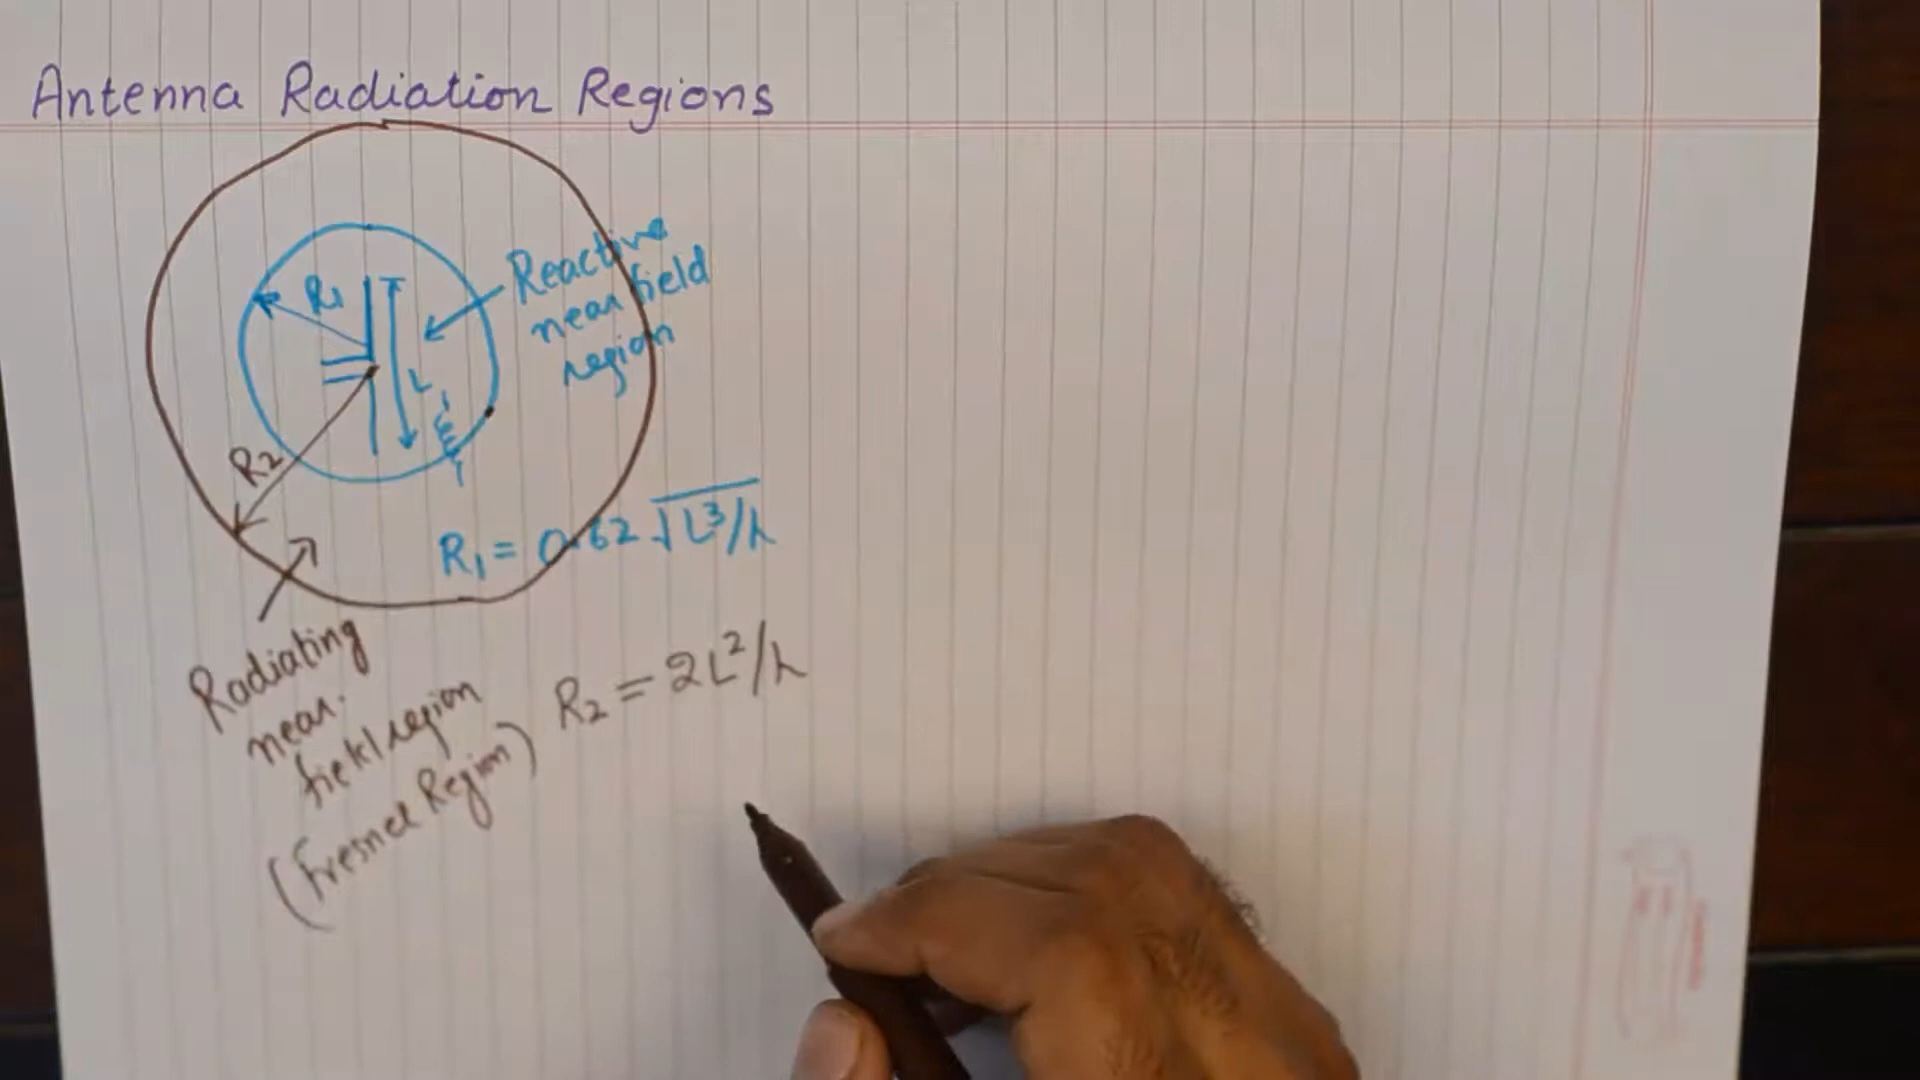 Antenna Radiation Regions
Reactive
near field
region
R₁
L
R₂
R₁ = 0.62 √L³/λ
Radiating
near
field region
(Fresnel Region)
R₂ = 2L²/λ